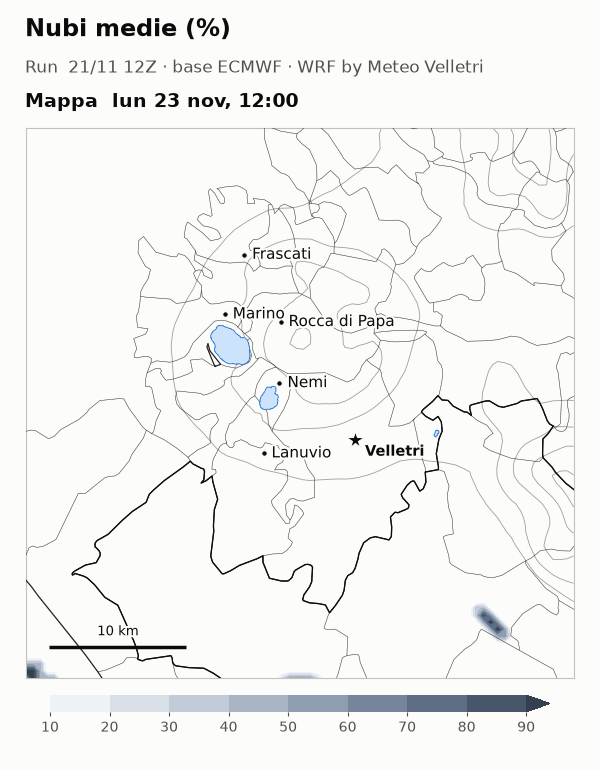 Nubi medie (%)
Run  21/11 12Z · base ECMWF · WRF by Meteo Velletri
Mappa  lun 23 nov, 12:00
Frascati
Marino
Rocca di Papa
Nemi
Velletri
Lanuvio
10 km
10 20 30 40 50 60 70 80 90